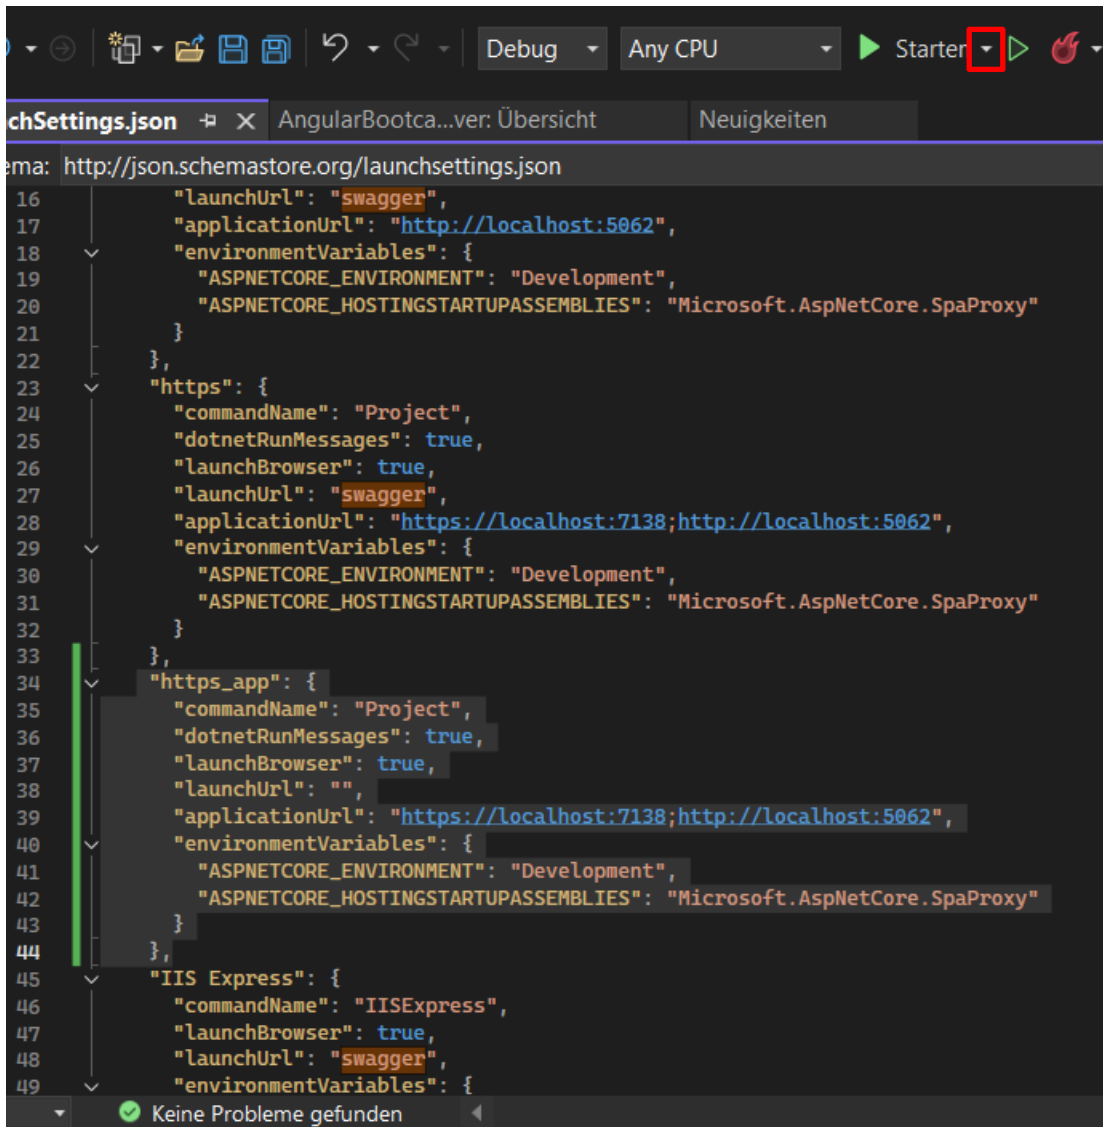 Debug Any CPU Starten
chSettings.json AngularBootca...ver: Übersicht Neuigkeiten
ema: http://json.schemastore.org/launchsettings.json
16 "launchUrl": "swagger",
17 "applicationUrl": "http://localhost:5062",
18 "environmentVariables": {
19 "ASPNETCORE_ENVIRONMENT": "Development",
20 "ASPNETCORE_HOSTINGSTARTUPASSEMBLIES": "Microsoft.AspNetCore.SpaProxy"
21 }
22 },
23 "https": {
24 "commandName": "Project",
25 "dotnetRunMessages": true,
26 "launchBrowser": true,
27 "launchUrl": "swagger",
28 "applicationUrl": "https://localhost:7138;http://localhost:5062",
29 "environmentVariables": {
30 "ASPNETCORE_ENVIRONMENT": "Development",
31 "ASPNETCORE_HOSTINGSTARTUPASSEMBLIES": "Microsoft.AspNetCore.SpaProxy"
32 }
33 },
34 "https_app": {
35 "commandName": "Project",
36 "dotnetRunMessages": true,
37 "launchBrowser": true,
38 "launchUrl": "",
39 "applicationUrl": "https://localhost:7138;http://localhost:5062",
40 "environmentVariables": {
41 "ASPNETCORE_ENVIRONMENT": "Development",
42 "ASPNETCORE_HOSTINGSTARTUPASSEMBLIES": "Microsoft.AspNetCore.SpaProxy"
43 }
44 },
45 "IIS Express": {
46 "commandName": "IISExpress",
47 "launchBrowser": true,
48 "launchUrl": "swagger",
49 "environmentVariables": {
Keine Probleme gefunden